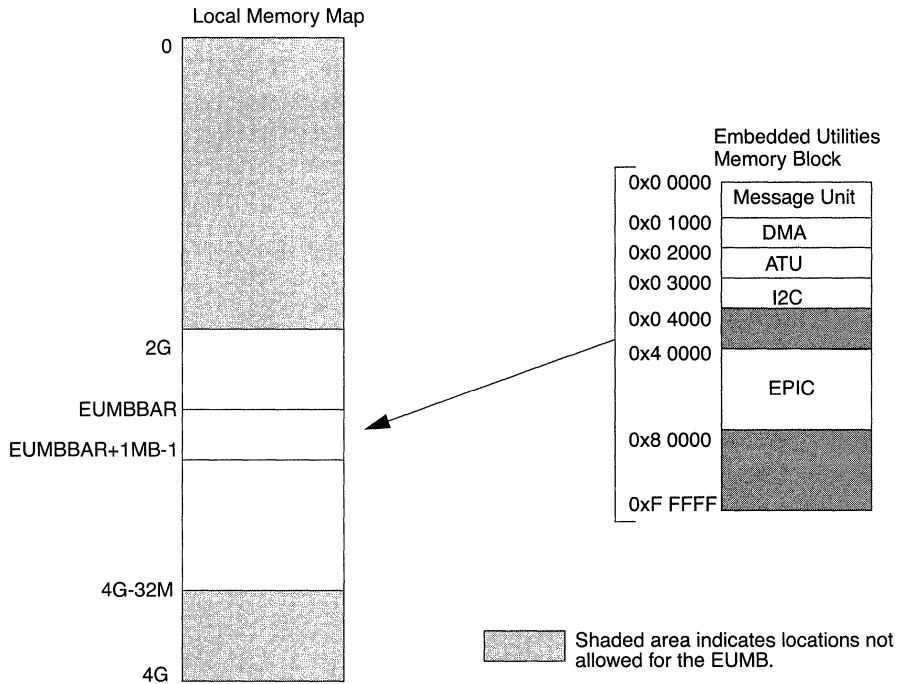 Local Memory Map
0
2G
EUMBBAR
EUMBBAR+1MB-1
4G-32M
4G
Embedded Utilities
Memory Block
0x0 0000
Message Unit
0x0 1000
DMA
0x0 2000
ATU
0x0 3000
I2C
0x0 4000
0x4 0000
EPIC
0x8 0000
0xF FFFF
Shaded area indicates locations not
allowed for the EUMB.